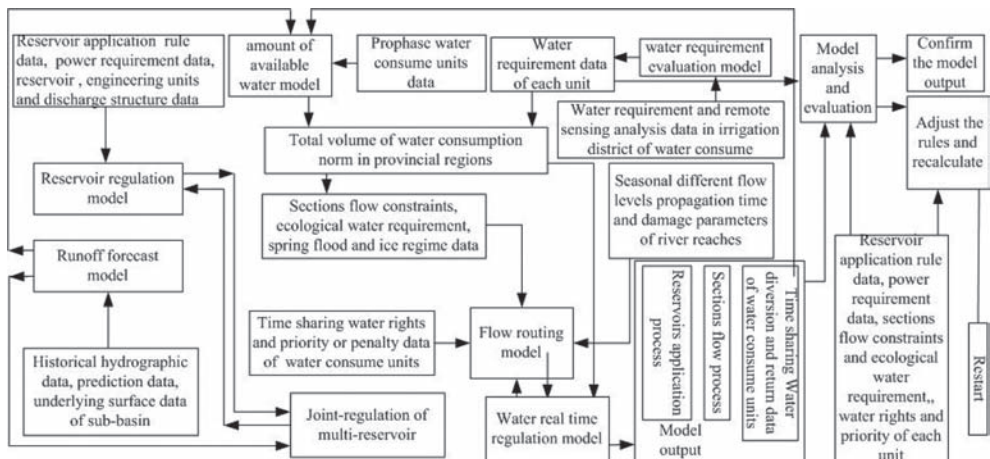 Reservoir application rule
data, power requirement data,
reservoir , engineering units
and discharge structure data
amount of
available
water model
Prophase water
consume units
data
Water
requirement data
of each unit
water requirement
evaluation model
Model
analysis
and
evaluation
Confirm
the model
output
Water requirement and remote
sensing analysis data in irrigation
district of water consume
Adjust the
rules and
recalculate
Total volume of water consumption
norm in provincial regions
Reservoir regulation
model
Seasonal different flow
levels propagation time
and damage parameters
of river reaches
Sections flow constraints,
ecological water requirement,
spring flood and ice regime data
Runoff forecast
model
Reservoir
application rule
data, power
requirement
data, sections
flow constraints
and ecological
water
requirement,,
water rights and
priority of each
unit
Reservoirs application
process
Sections flow process
Time sharing Water
diversion and return data
of water consume units
Time sharing water rights
and priority or penalty data
of water consume units
Flow routing
model
Restart
Historical hydrographic
data, prediction data,
underlying surface data
of sub-basin
Joint-regulation of
multi-reservoir
Water real time
regulation model
Model
output